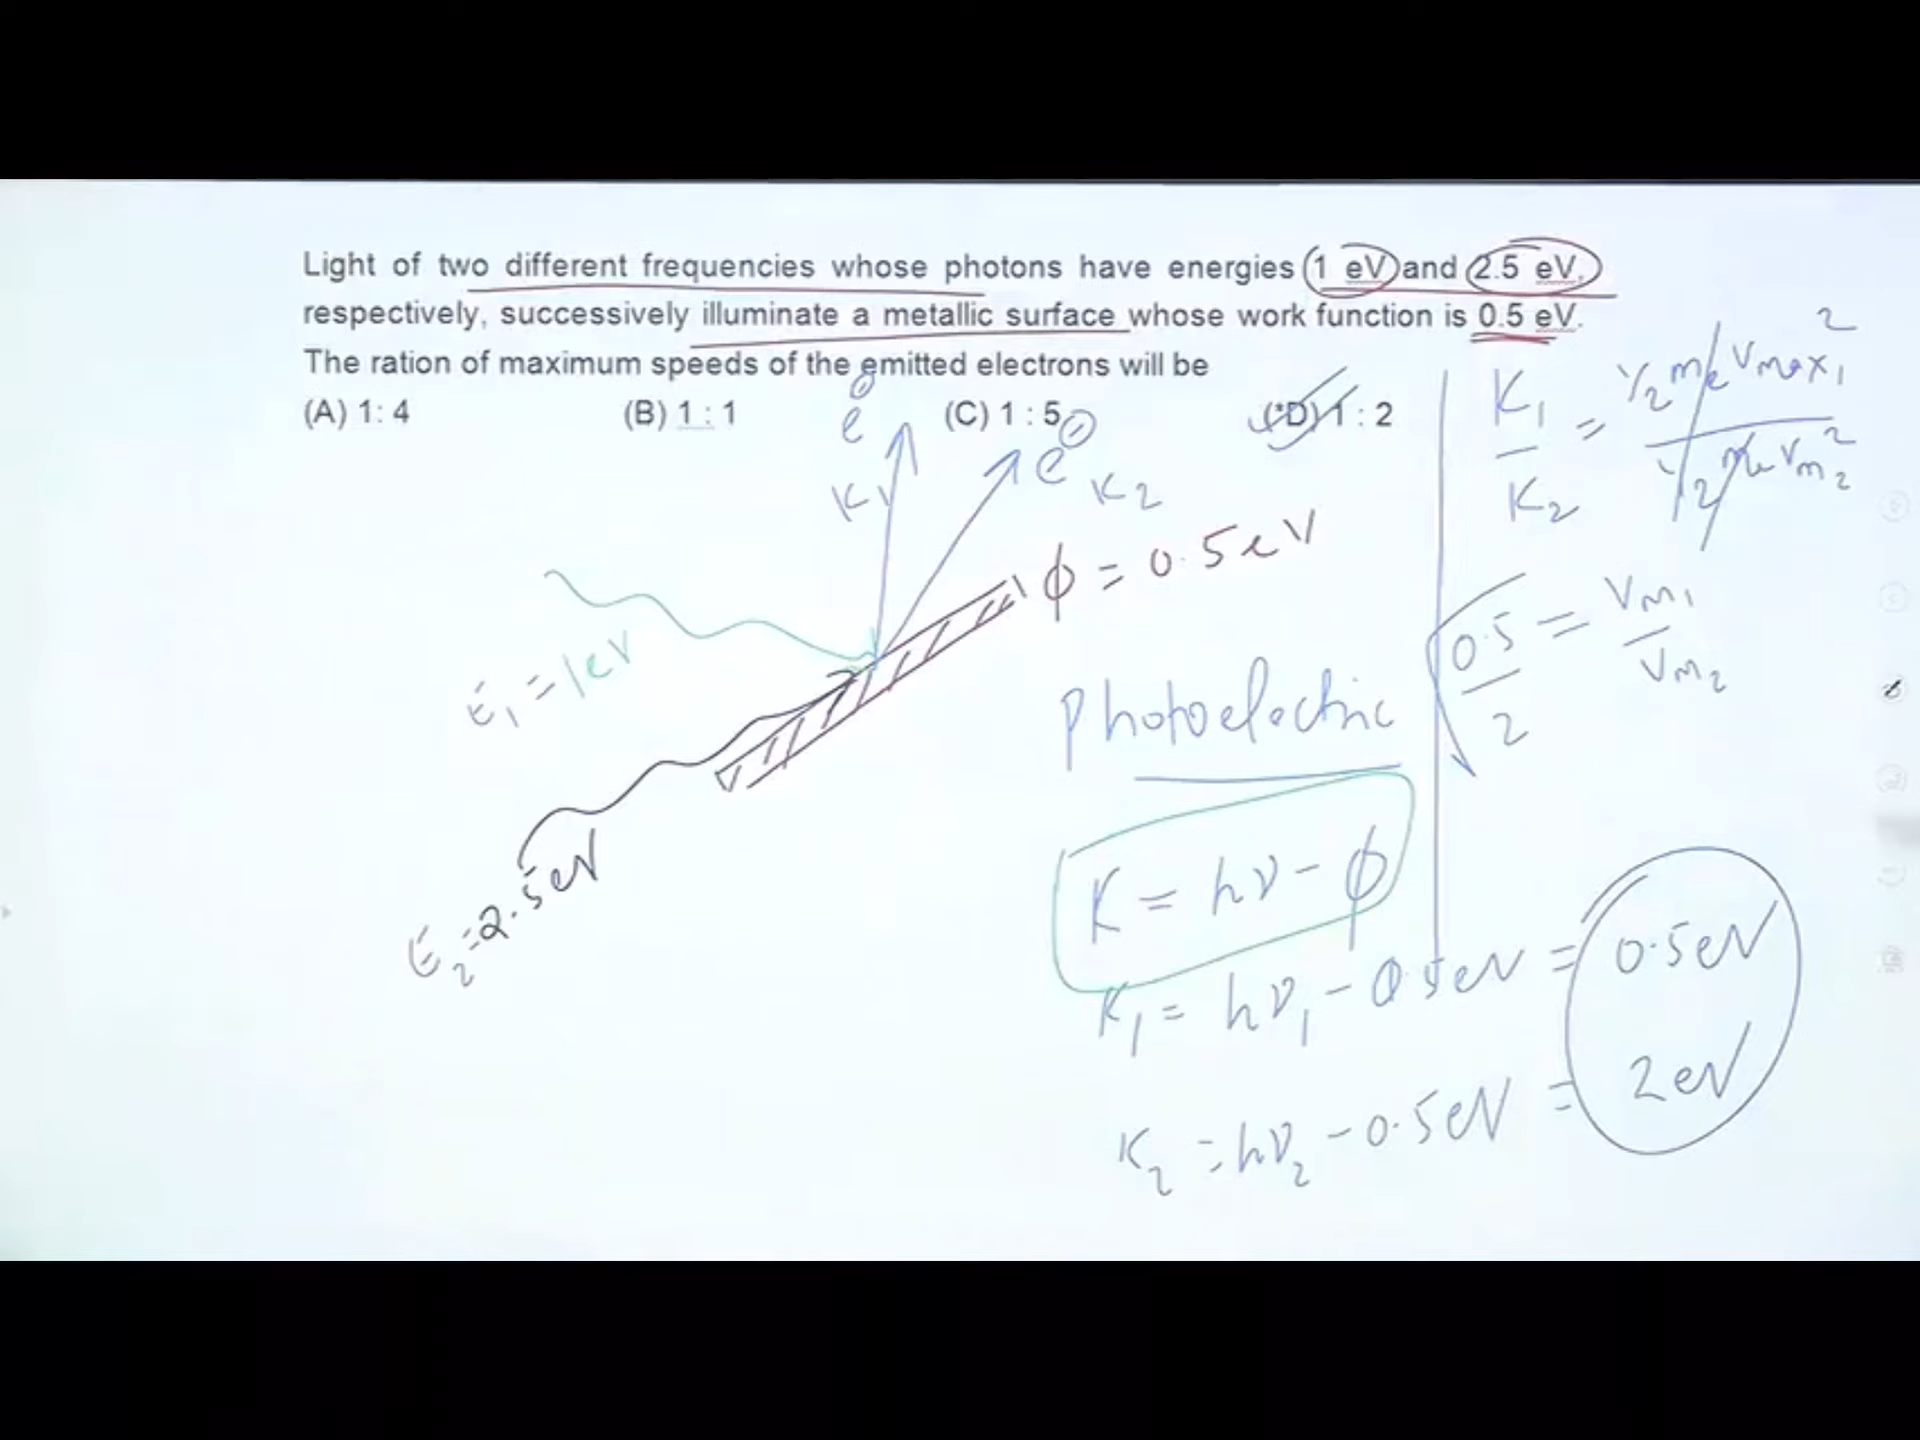 Light of two different frequencies whose photons have energies 1 eV and 2.5 eV.
respectively, successively illuminate a metallic surface whose work function is 0.5 eV.
The ration of maximum speeds of the emitted electrons will be
(A) 1: 4 (B) 1 : 1 (C) 1 : 5 (*D) 1 : 2
e⊖ K1
e⊖ K2
ϕ = 0.5eV
E1 = 1eV
E2 = 2.5eV
K1/K2 = ½ me vmax1² / ½ me vm2²
√(0.5/2) = vm1/vm2
Photoelectric
K = hν - ϕ
K1 = hν1 - 0.5eV = 0.5eV
K2 = hν2 - 0.5eV = 2eV